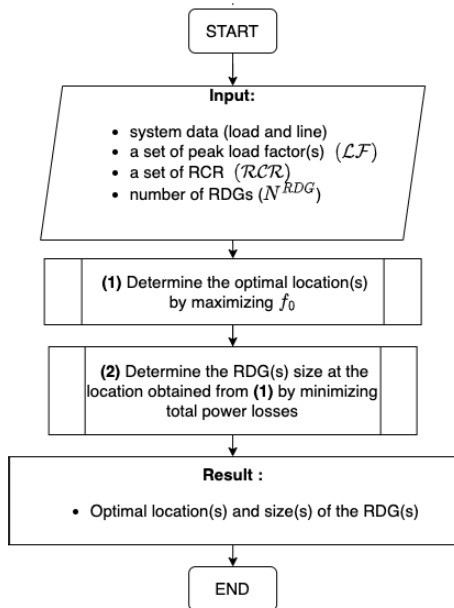 START
Input:
• system data (load and line)
• a set of peak load factor(s) (ℒℱ)
• a set of RCR (ℛ𝒞ℛ)
• number of RDGs (N^{RDG})
(1) Determine the optimal location(s)
by maximizing f₀
(2) Determine the RDG(s) size at the
location obtained from (1) by minimizing
total power losses
Result :
• Optimal location(s) and size(s) of the RDG(s)
END